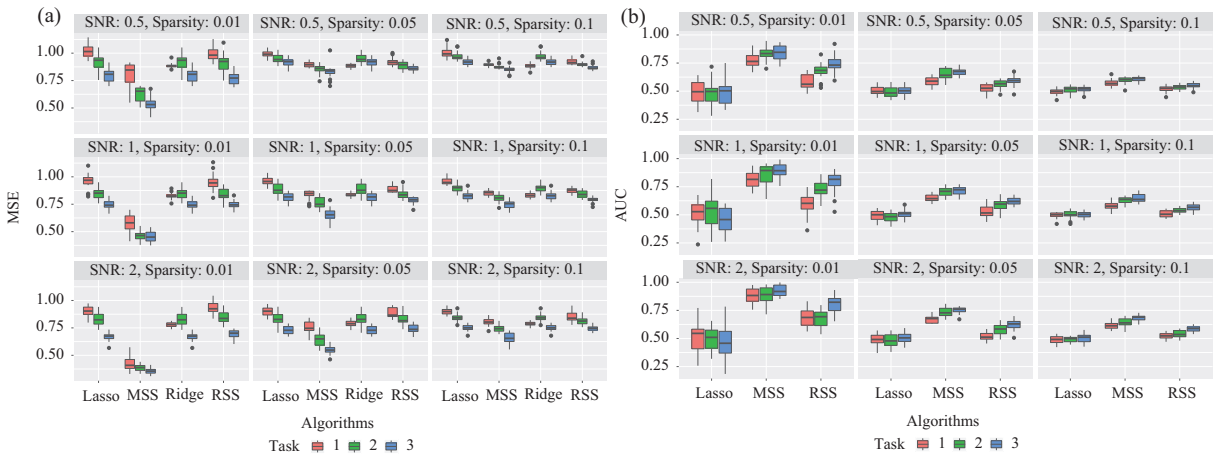 (a)
SNR: 0.5, Sparsity: 0.01 SNR: 0.5, Sparsity: 0.05 SNR: 0.5, Sparsity: 0.1
1.00
0.75
0.50
SNR: 1, Sparsity: 0.01 SNR: 1, Sparsity: 0.05 SNR: 1, Sparsity: 0.1
1.00
0.75
0.50
SNR: 2, Sparsity: 0.01 SNR: 2, Sparsity: 0.05 SNR: 2, Sparsity: 0.1
1.00
0.75
0.50
MSE
Lasso MSS Ridge RSS Lasso MSS Ridge RSS Lasso MSS Ridge RSS
Algorithms
Task 1 2 3
(b)
SNR: 0.5, Sparsity: 0.01 SNR: 0.5, Sparsity: 0.05 SNR: 0.5, Sparsity: 0.1
1.00
0.75
0.50
0.25
SNR: 1, Sparsity: 0.01 SNR: 1, Sparsity: 0.05 SNR: 1, Sparsity: 0.1
1.00
0.75
0.50
0.25
SNR: 2, Sparsity: 0.01 SNR: 2, Sparsity: 0.05 SNR: 2, Sparsity: 0.1
1.00
0.75
0.50
0.25
AUC
Lasso MSS RSS Lasso MSS RSS Lasso MSS RSS
Algorithms
Task 1 2 3